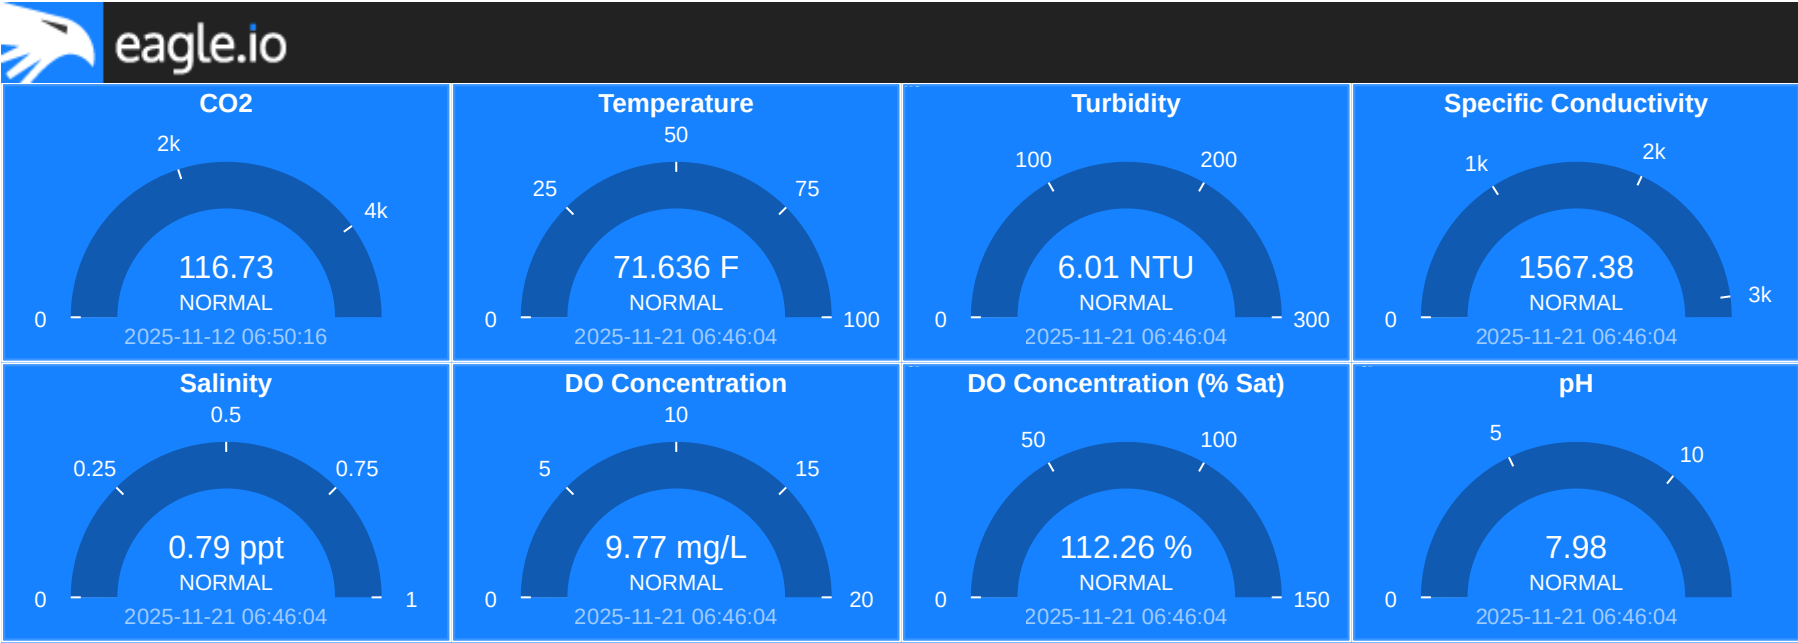 eagle.io
CO2
2k
4k
0
116.73
NORMAL
2025-11-12 06:50:16
Temperature
50
25
75
0
100
71.636 F
NORMAL
2025-11-21 06:46:04
Turbidity
100
200
0
300
6.01 NTU
NORMAL
2025-11-21 06:46:04
Specific Conductivity
1k
2k
3k
0
1567.38
NORMAL
2025-11-21 06:46:04
Salinity
0.5
0.25
0.75
0
1
0.79 ppt
NORMAL
2025-11-21 06:46:04
DO Concentration
10
5
15
0
20
9.77 mg/L
NORMAL
2025-11-21 06:46:04
DO Concentration (% Sat)
50
100
0
150
112.26 %
NORMAL
2025-11-21 06:46:04
pH
5
10
0
7.98
NORMAL
2025-11-21 06:46:04